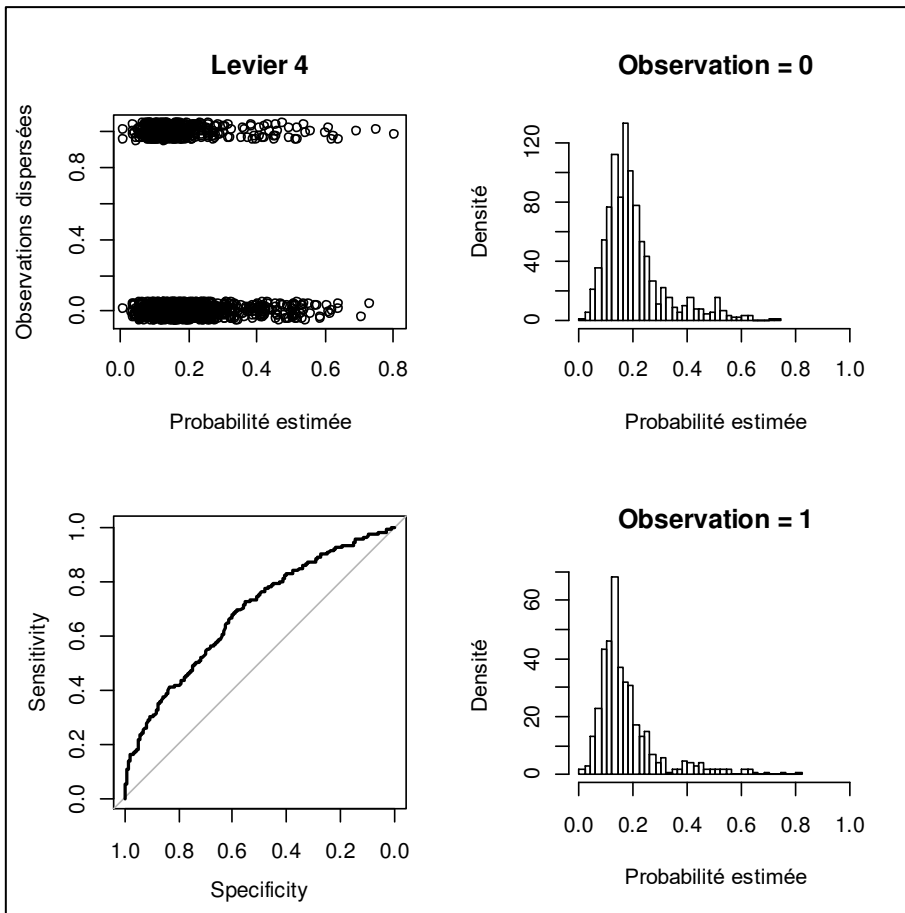 Levier 4
Observations dispersées
0.0 0.4 0.8
0.0 0.2 0.4 0.6 0.8
Probabilité estimée
Observation = 0
Densité
0 40 80 120
0.0 0.2 0.4 0.6 0.8 1.0
Probabilité estimée
Sensitivity
0.0 0.2 0.4 0.6 0.8 1.0
1.0 0.8 0.6 0.4 0.2 0.0
Specificity
Observation = 1
Densité
0 20 40 60
0.0 0.2 0.4 0.6 0.8 1.0
Probabilité estimée